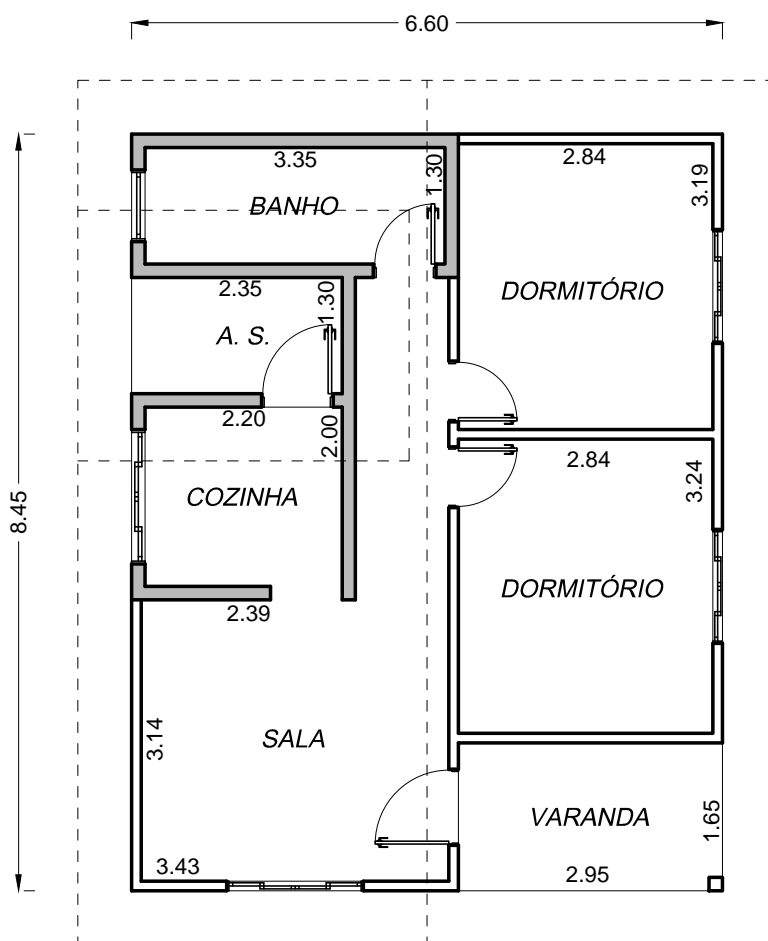 6.60
3.35
1.30
2.84
3.19
BANHO
2.35
1.30
DORMITÓRIO
A. S.
2.20
2.00
2.84
3.24
COZINHA
8.45
DORMITÓRIO
2.39
3.14
SALA
VARANDA
1.65
3.43
2.95